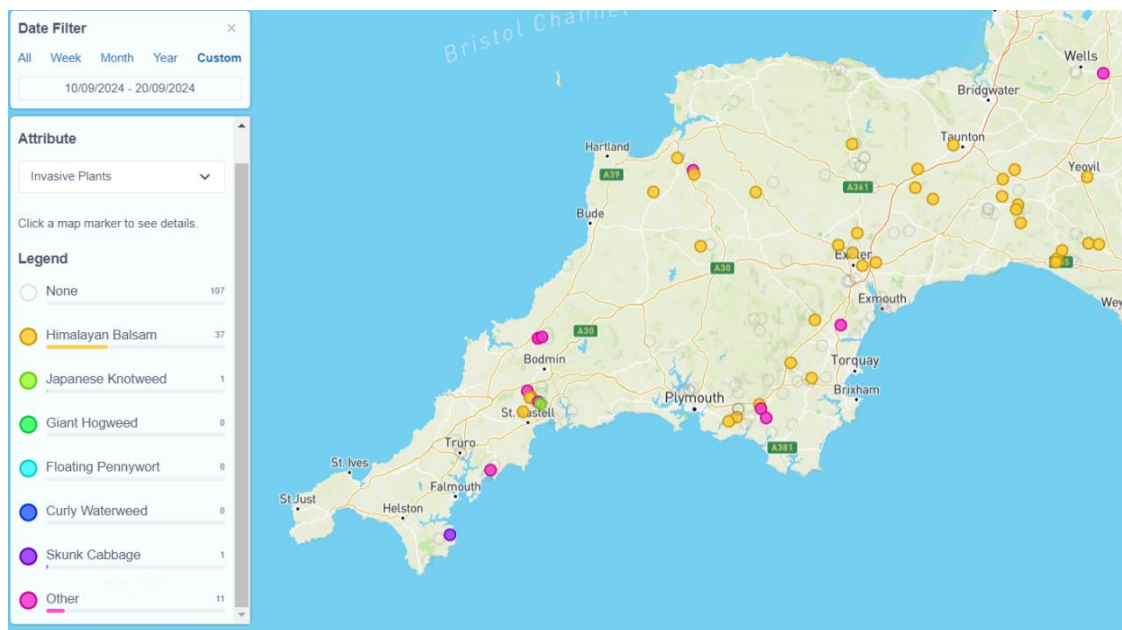 Date Filter ×
All Week Month Year Custom
10/09/2024 - 20/09/2024
Attribute
Invasive Plants
Click a map marker to see details.
Legend
None 107
Himalayan Balsam 37
Japanese Knotweed 1
Giant Hogweed 0
Floating Pennywort 0
Curly Waterweed 0
Skunk Cabbage 1
Other 11
Bristol Channel
Wells
Bridgwater
Taunton
Hartland
A39
A361
Yeovil
Bude
A30
Exmouth
A30
Bodmin
Torquay
Plymouth
Brixham
St.
Truro
A381
St. Ives
Falmouth
St Just
Helston